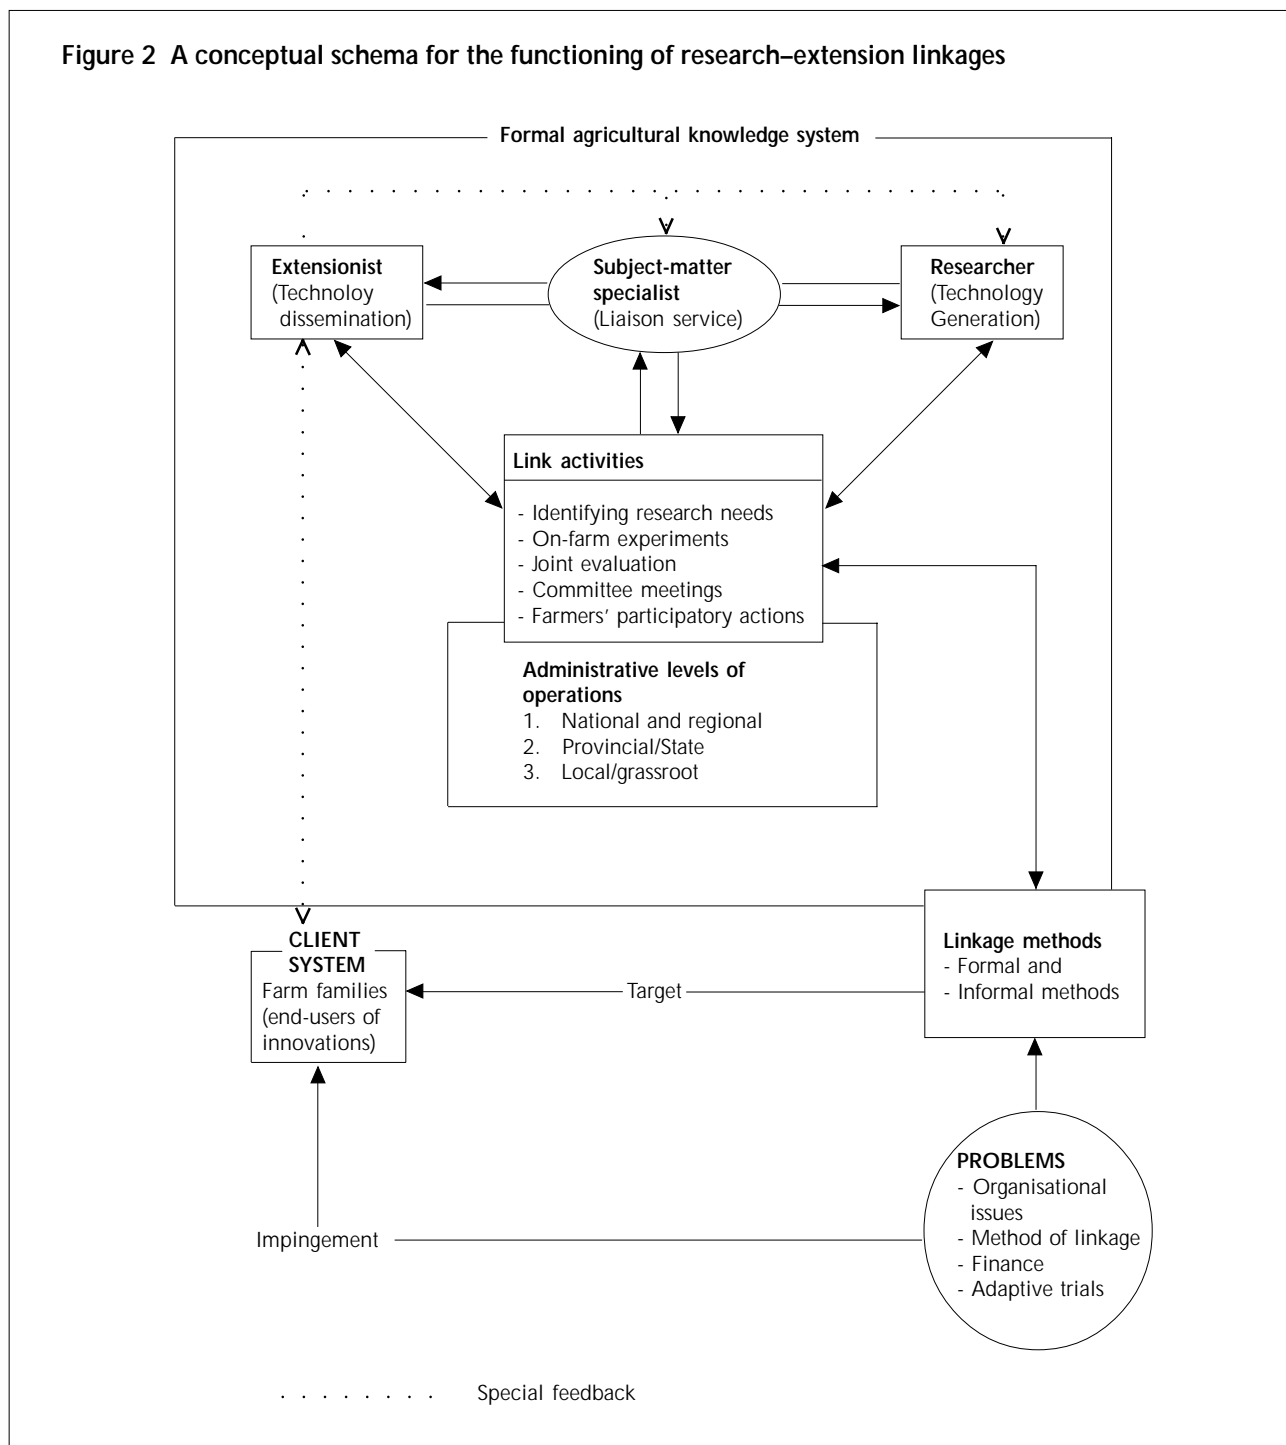 Figure 2 A conceptual schema for the functioning of research–extension linkages
Formal agricultural knowledge system
Extensionist
(Technoloy
dissemination)
Subject-matter
specialist
(Liaison service)
Researcher
(Technology
Generation)
Link activities
- Identifying research needs
- On-farm experiments
- Joint evaluation
- Committee meetings
- Farmers’ participatory actions
Administrative levels of
operations
1. National and regional
2. Provincial/State
3. Local/grassroot
CLIENT
SYSTEM
Farm families
(end-users of
innovations)
Target
Linkage methods
- Formal and
- Informal methods
PROBLEMS
- Organisational
issues
- Method of linkage
- Finance
- Adaptive trials
Impingement
Special feedback